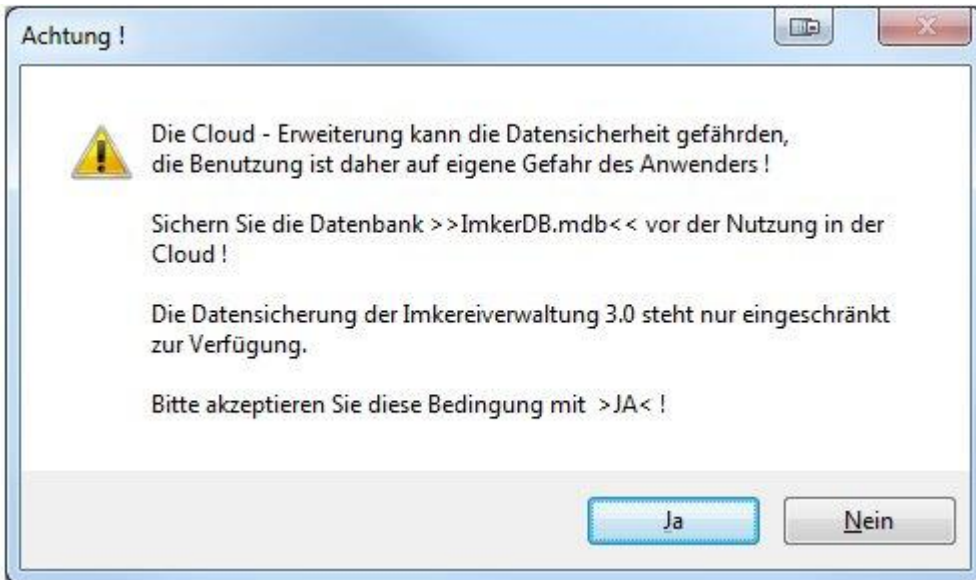 Achtung !
Die Cloud - Erweiterung kann die Datensicherheit gefährden,
die Benutzung ist daher auf eigene Gefahr des Anwenders !
Sichern Sie die Datenbank >>ImkerDB.mdb<< vor der Nutzung in der
Cloud !
Die Datensicherung der Imkereiverwaltung 3.0 steht nur eingeschränkt
zur Verfügung.
Bitte akzeptieren Sie diese Bedingung mit  >JA< !
Ja
Nein